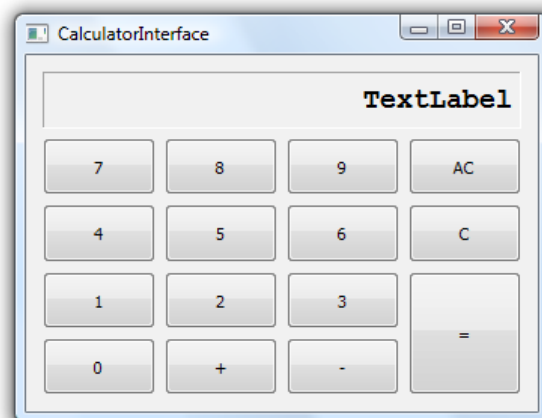 CalculatorInterface
TextLabel
7 8 9 AC
4 5 6 C
1 2 3
=
0 + -